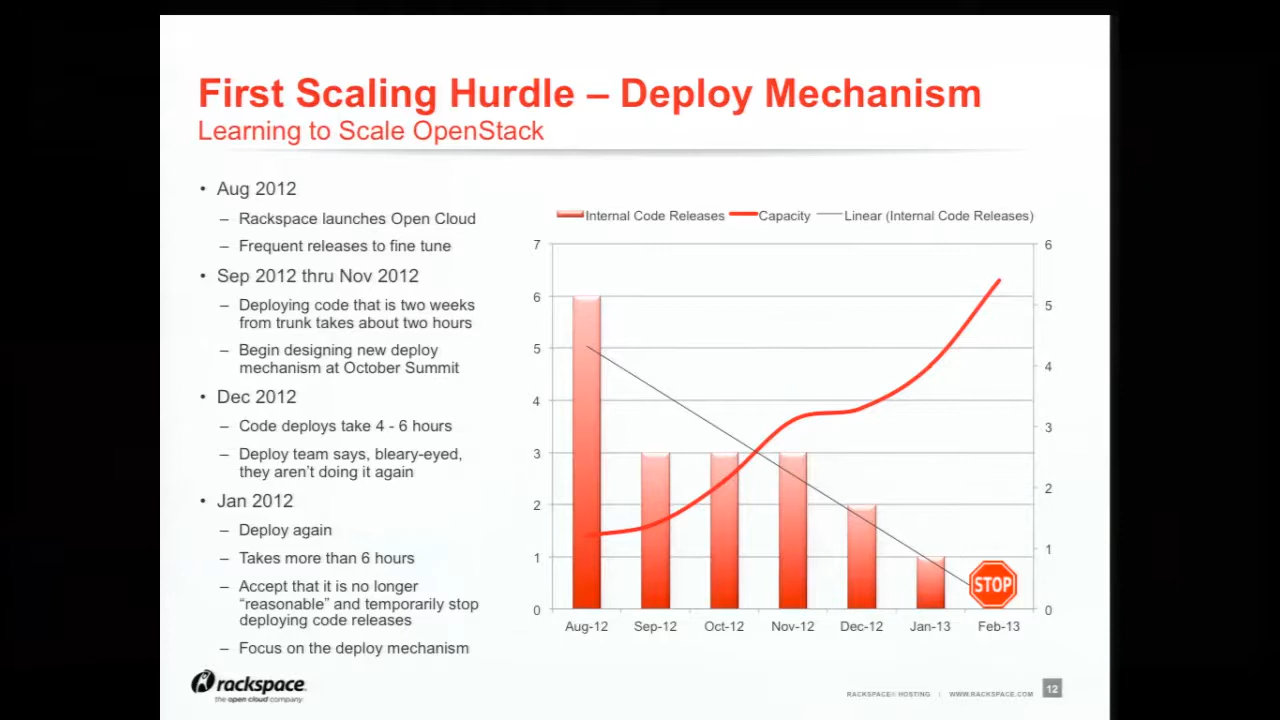 First Scaling Hurdle – Deploy Mechanism
Learning to Scale OpenStack
• Aug 2012
– Rackspace launches Open Cloud
– Frequent releases to fine tune
• Sep 2012 thru Nov 2012
– Deploying code that is two weeks
from trunk takes about two hours
– Begin designing new deploy
mechanism at October Summit
• Dec 2012
– Code deploys take 4 - 6 hours
– Deploy team says, bleary-eyed,
they aren't doing it again
• Jan 2012
– Deploy again
– Takes more than 6 hours
– Accept that it is no longer
“reasonable” and temporarily stop
deploying code releases
– Focus on the deploy mechanism
Internal Code Releases Capacity Linear (Internal Code Releases)
7
6
5
4
3
2
1
0
6
5
4
3
2
1
0
STOP
Aug-12 Sep-12 Oct-12 Nov-12 Dec-12 Jan-13 Feb-13
rackspace.
the open cloud company
RACKSPACE® HOSTING | WWW.RACKSPACE.COM
12